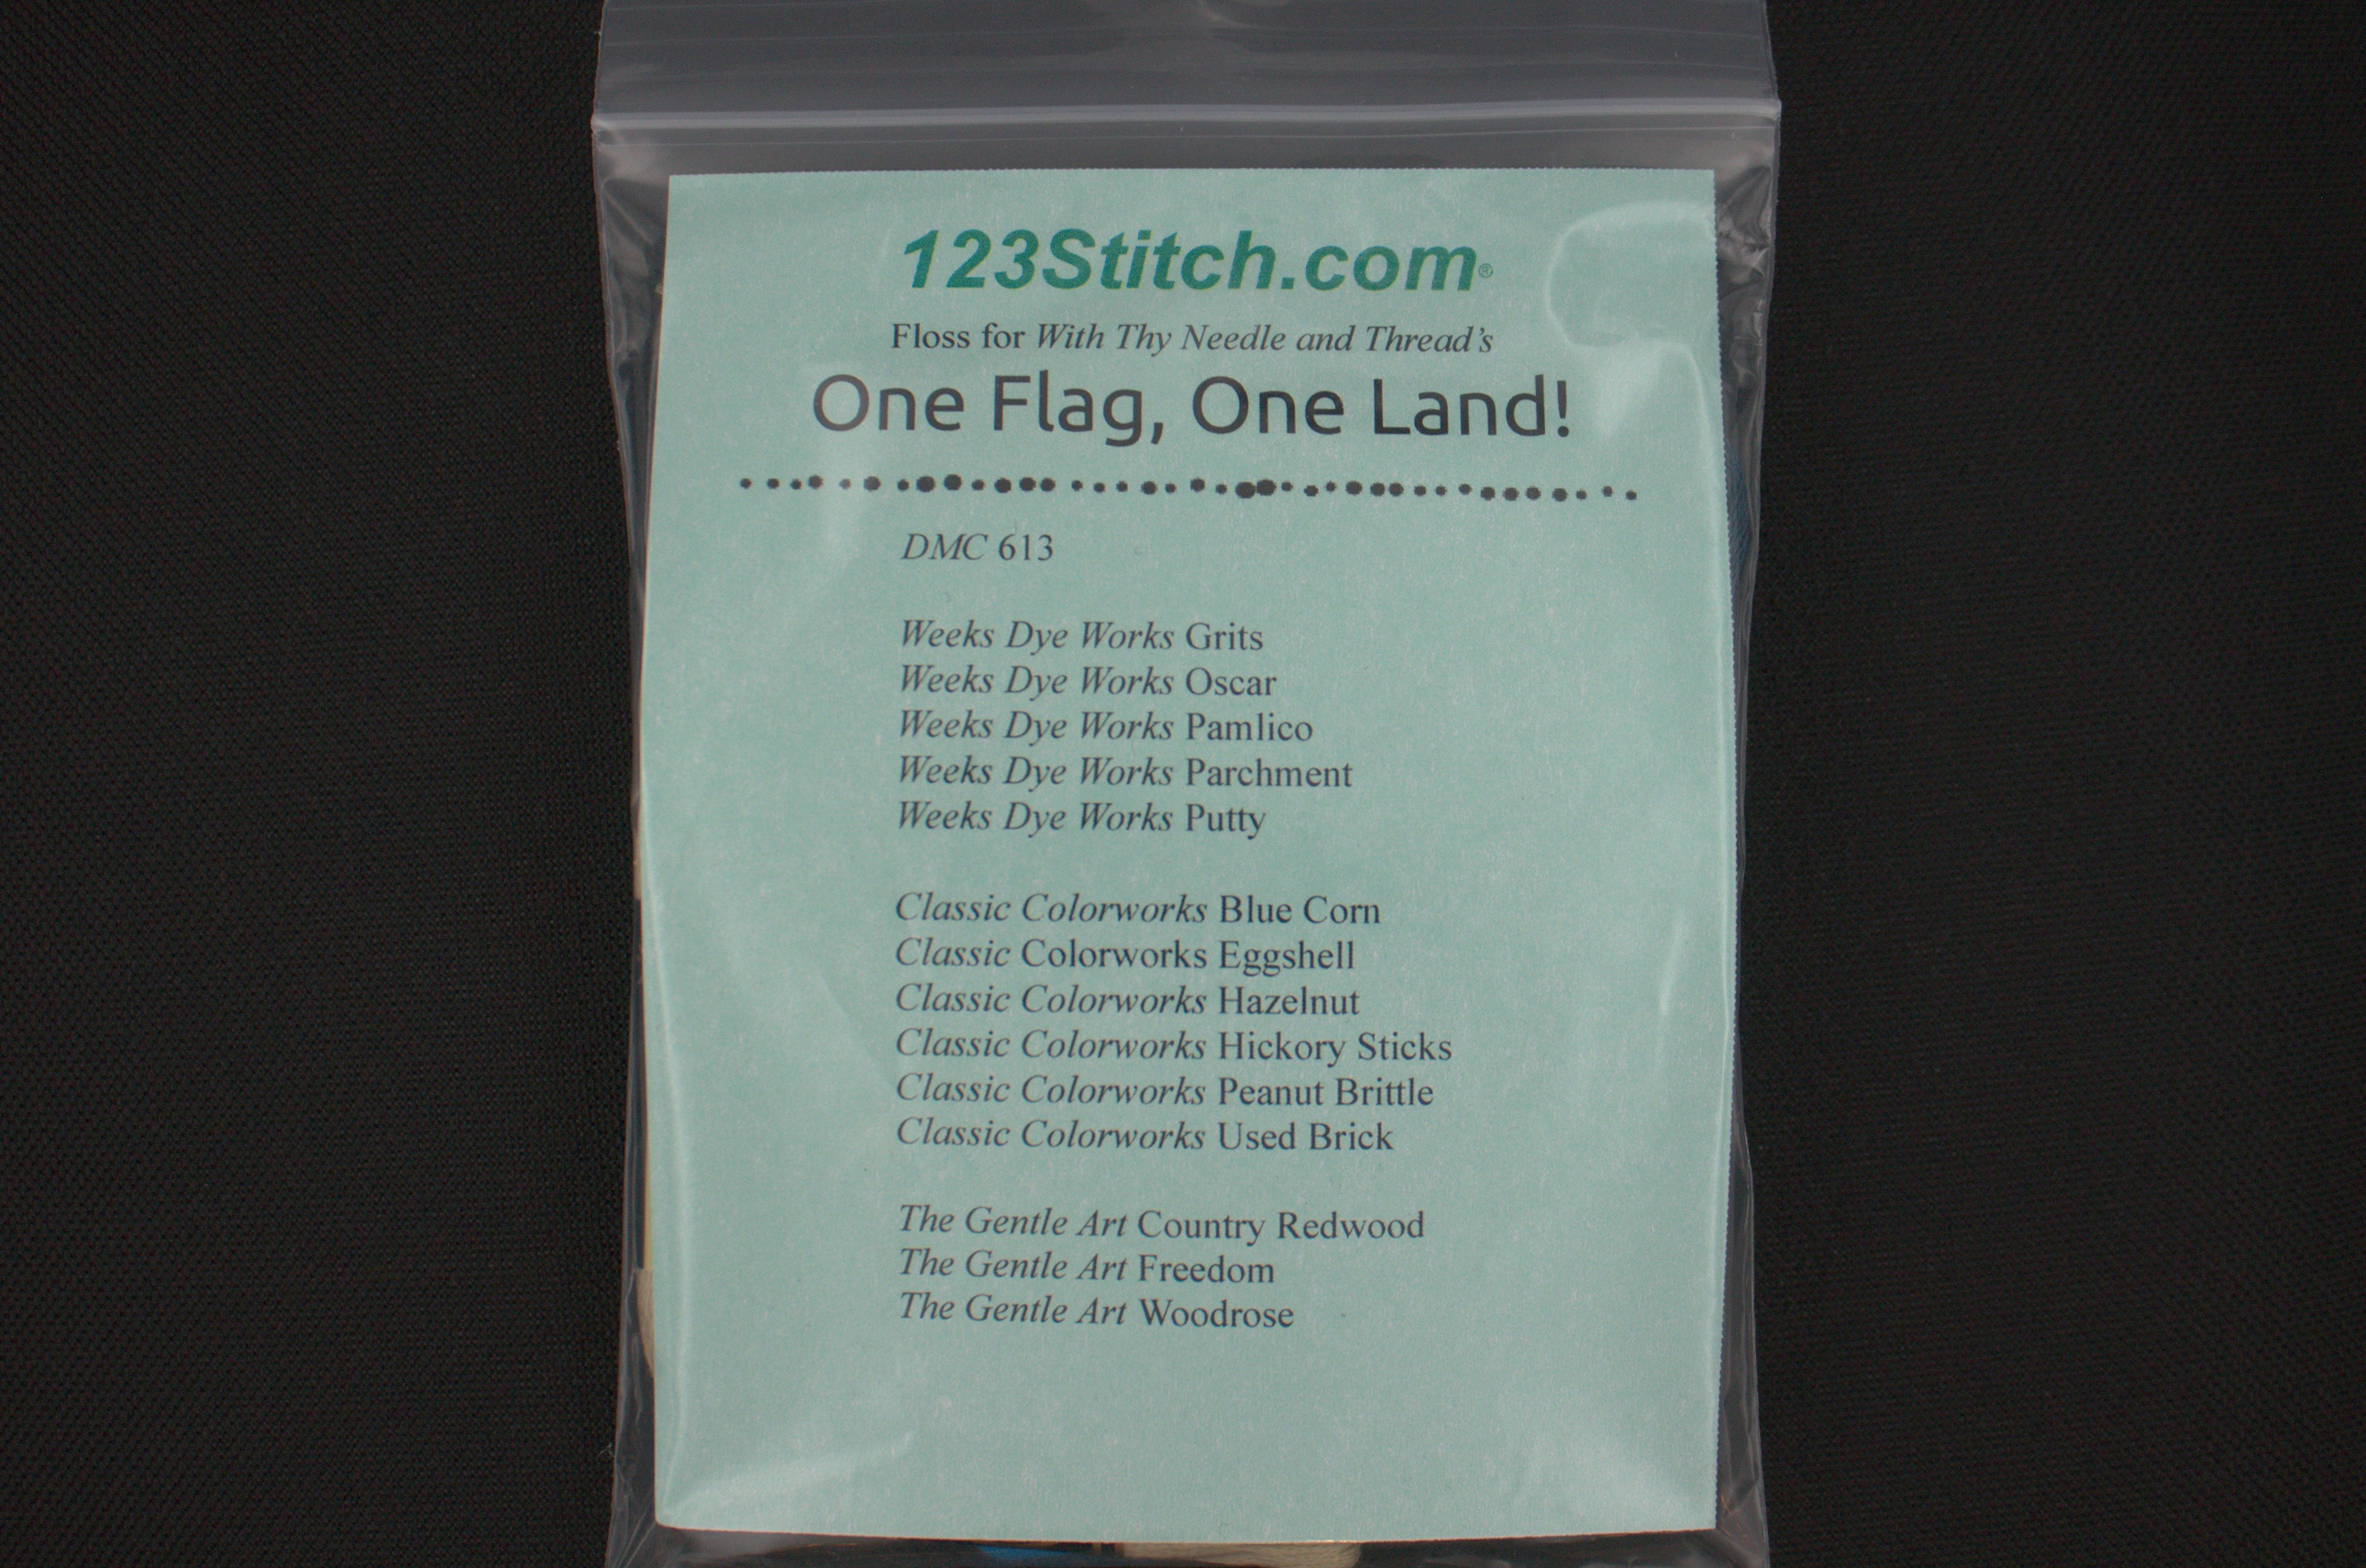 123Stitch.com®
Floss for With Thy Needle and Thread’s
One Flag, One Land!
DMC 613
Weeks Dye Works Grits
Weeks Dye Works Oscar
Weeks Dye Works Pamlico
Weeks Dye Works Parchment
Weeks Dye Works Putty
Classic Colorworks Blue Corn
Classic Colorworks Eggshell
Classic Colorworks Hazelnut
Classic Colorworks Hickory Sticks
Classic Colorworks Peanut Brittle
Classic Colorworks Used Brick
The Gentle Art Country Redwood
The Gentle Art Freedom
The Gentle Art Woodrose